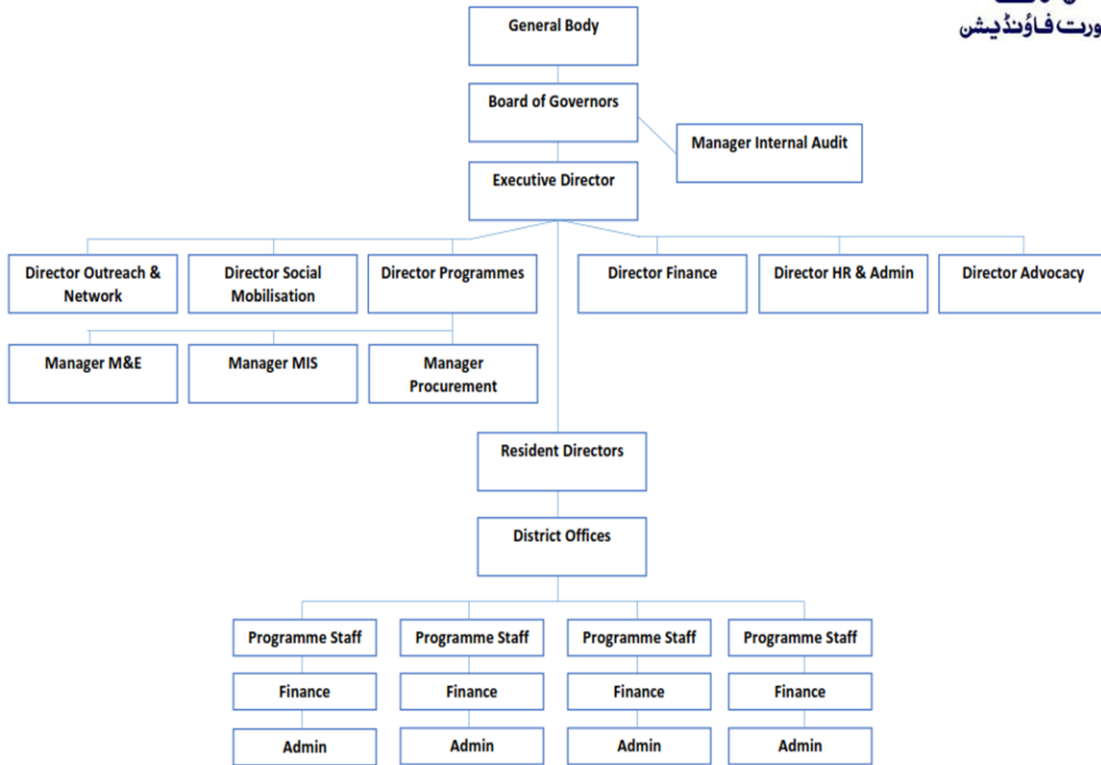 ورت فاؤنڈیشن
General Body
Board of Governors
Manager Internal Audit
Executive Director
Director Outreach &
Network
Director Social
Mobilisation
Director Programmes
Director Finance
Director HR & Admin
Director Advocacy
Manager M&E
Manager MIS
Manager
Procurement
Resident Directors
District Offices
Programme Staff
Programme Staff
Programme Staff
Programme Staff
Finance
Finance
Finance
Finance
Admin
Admin
Admin
Admin